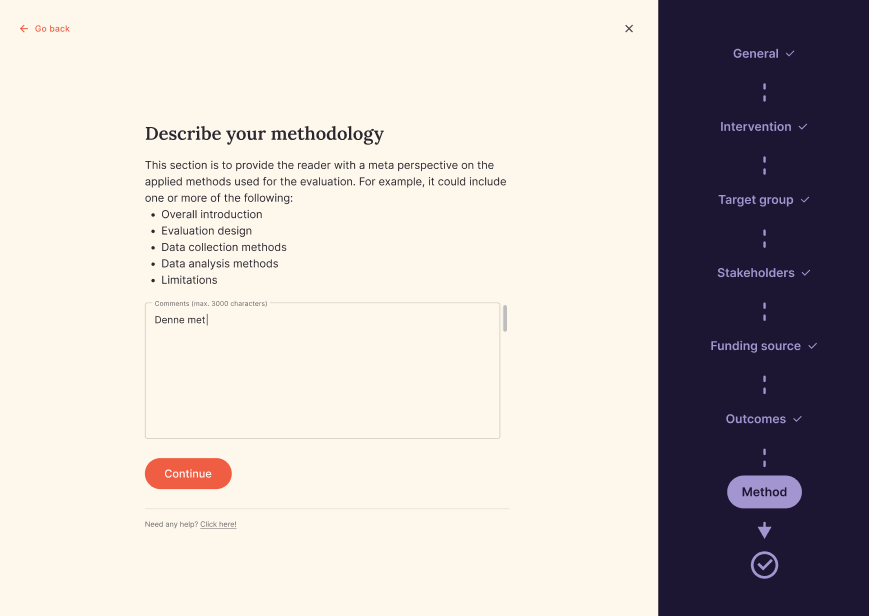 Go back
Describe your methodology
This section is to provide the reader with a meta perspective on the
applied methods used for the evaluation. For example, it could include
one or more of the following:
• Overall introduction
• Evaluation design
• Data collection methods
• Data analysis methods
• Limitations
Comments (max. 3000 characters)
Denne met
Continue
Need any help? Click here!
General
Intervention
Target group
Stakeholders
Funding source
Outcomes
Method